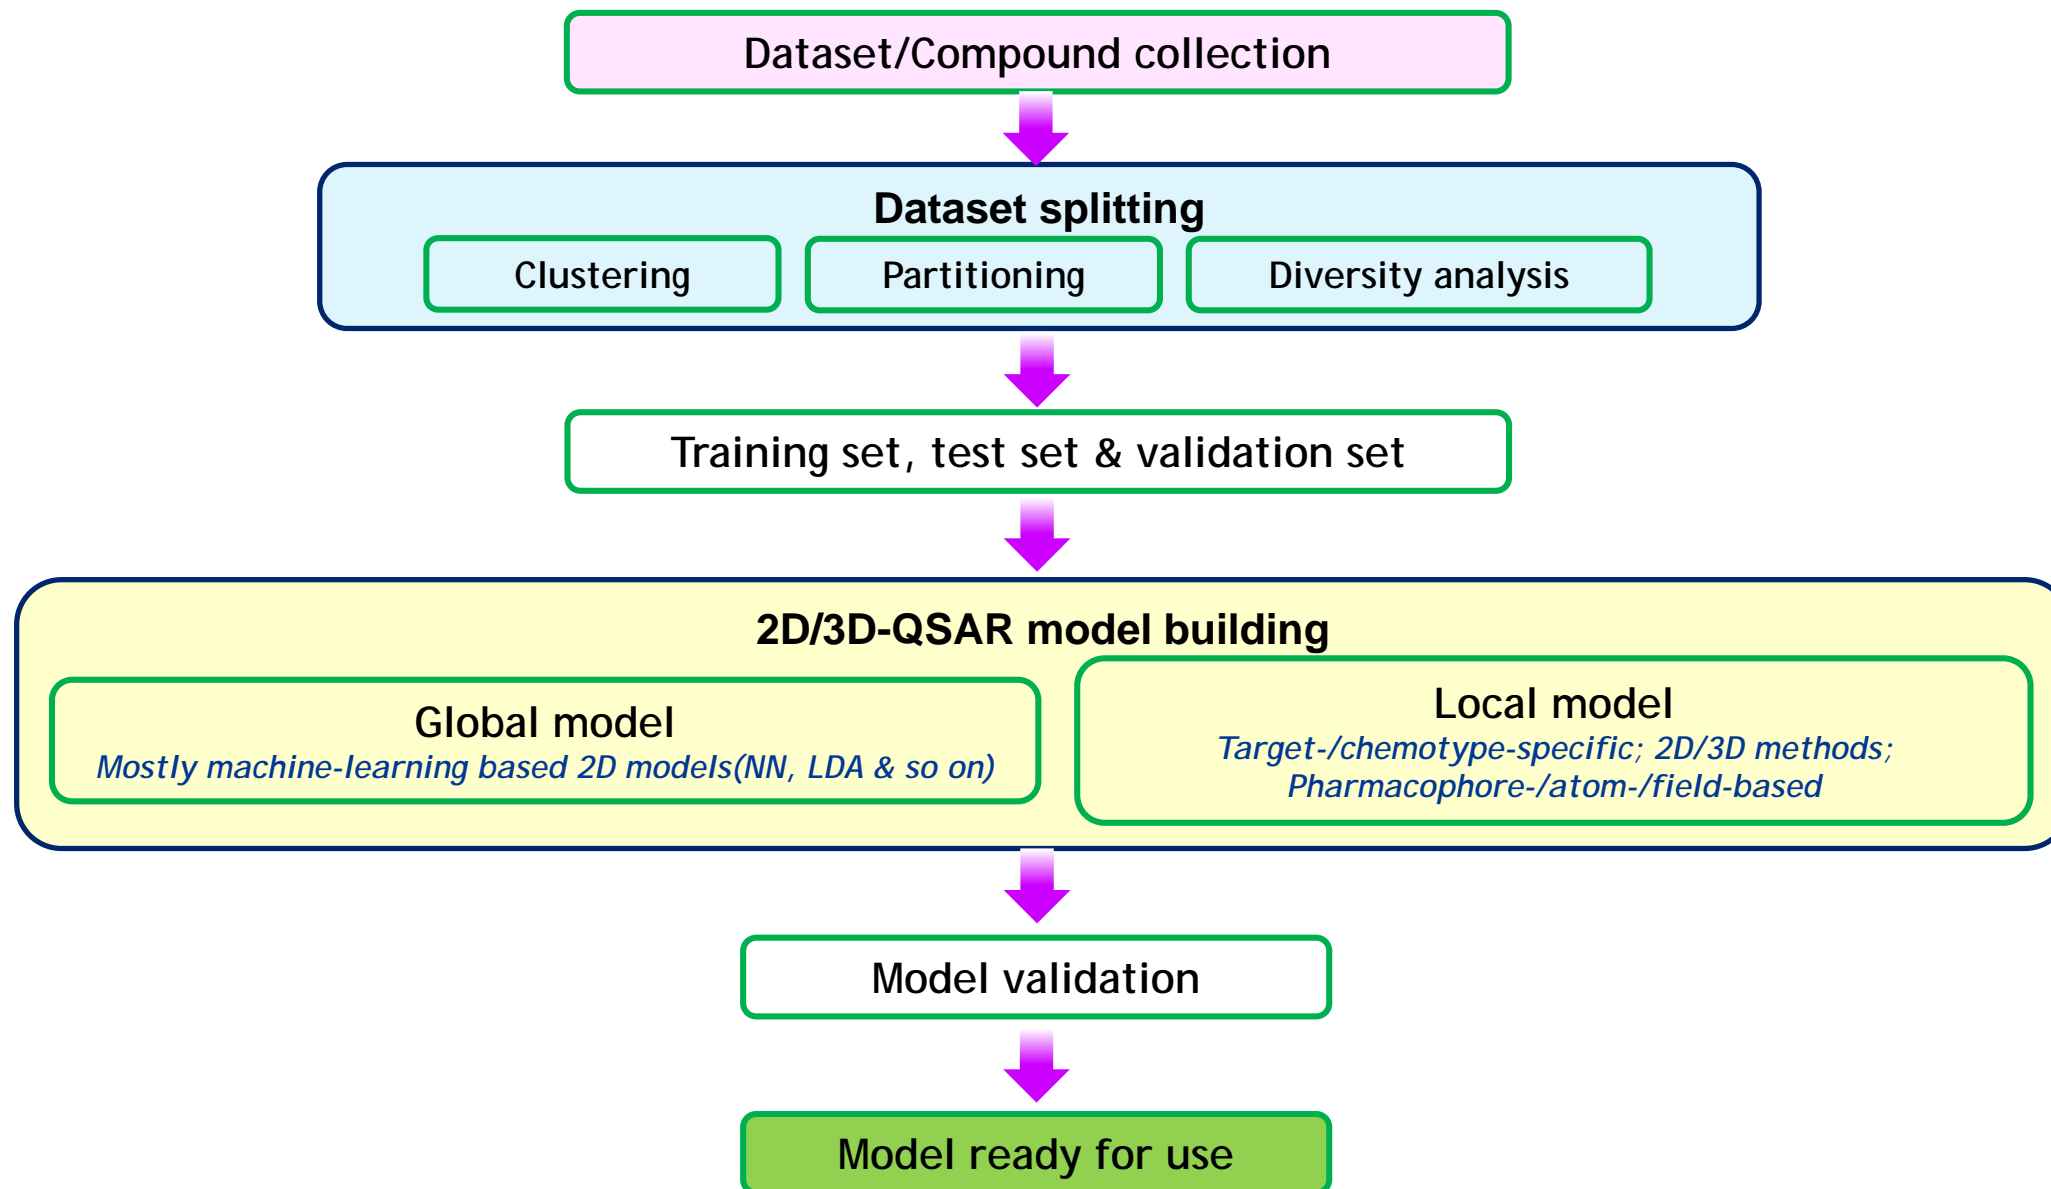 Dataset/Compound collection
Dataset splitting
Clustering
Partitioning
Diversity analysis
Training set, test set & validation set
2D/3D-QSAR model building
Global model
Mostly machine-learning based 2D models(NN, LDA & so on)
Local model
Target-/chemotype-specific; 2D/3D methods;
Pharmacophore-/atom-/field-based
Model validation
Model ready for use